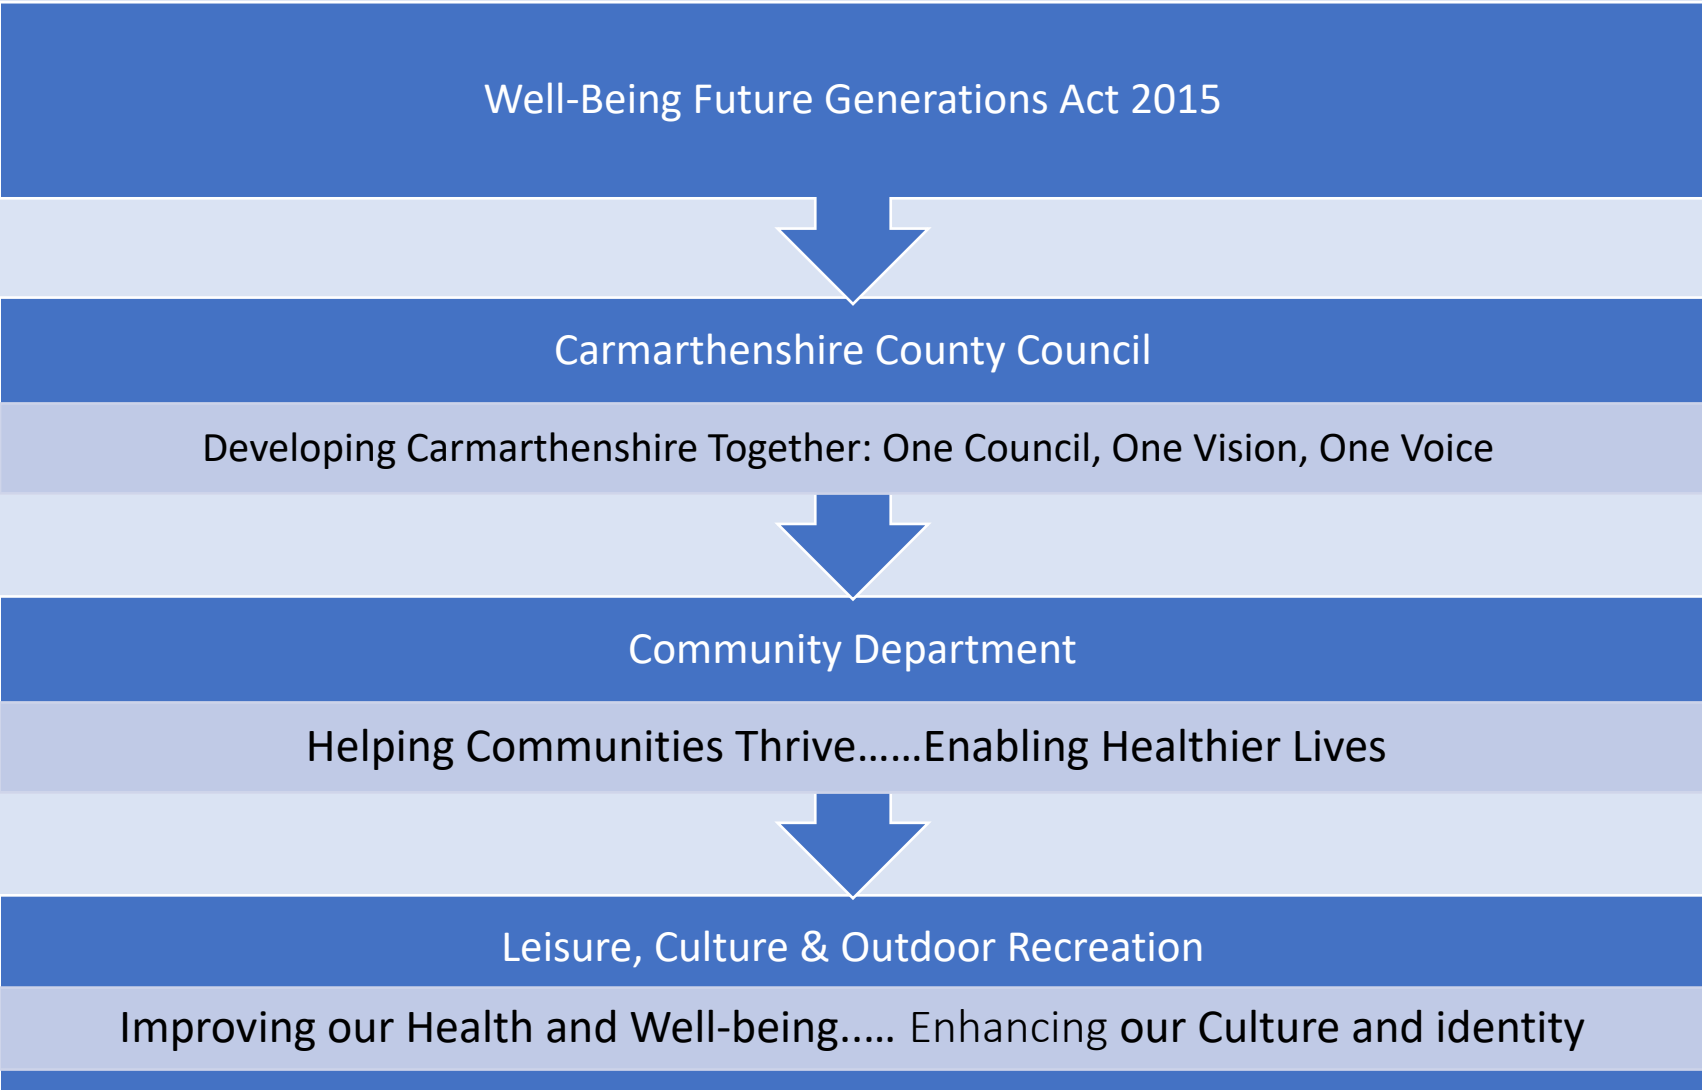 Well-Being Future Generations Act 2015
Carmarthenshire County Council
Developing Carmarthenshire Together: One Council, One Vision, One Voice
Community Department
Helping Communities Thrive......Enabling Healthier Lives
Leisure, Culture & Outdoor Recreation
Improving our Health and Well-being..... Enhancing our Culture and identity